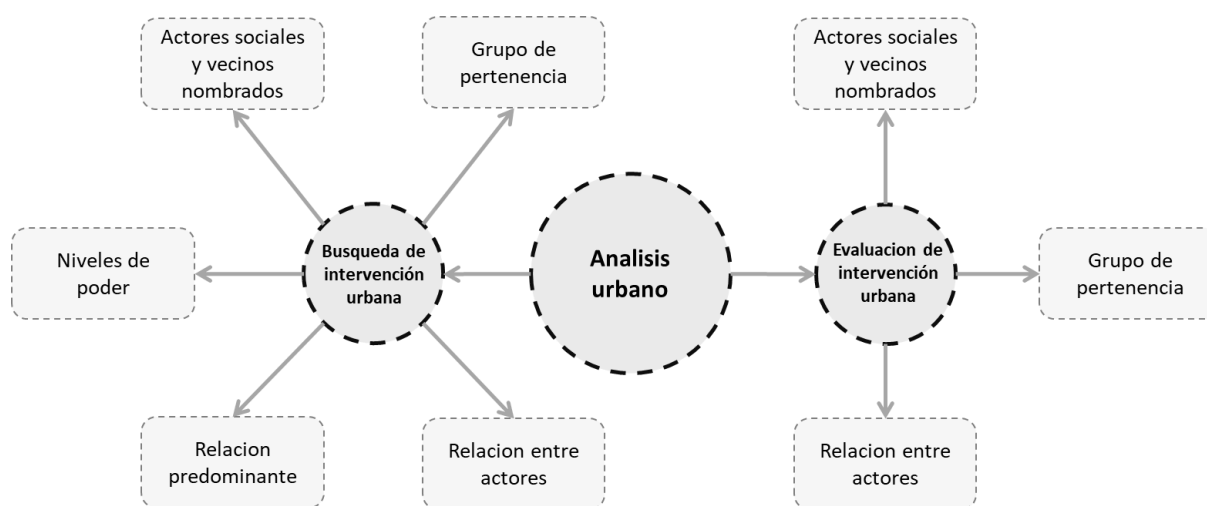 Actores sociales
y vecinos
nombrados
Grupo de
pertenencia
Actores sociales
y vecinos
nombrados
Niveles de
poder
Búsqueda de
intervención
urbana
Analisis
urbano
Evaluacion de
intervención
urbana
Grupo de
pertenencia
Relacion
predominante
Relacion entre
actores
Relacion entre
actores